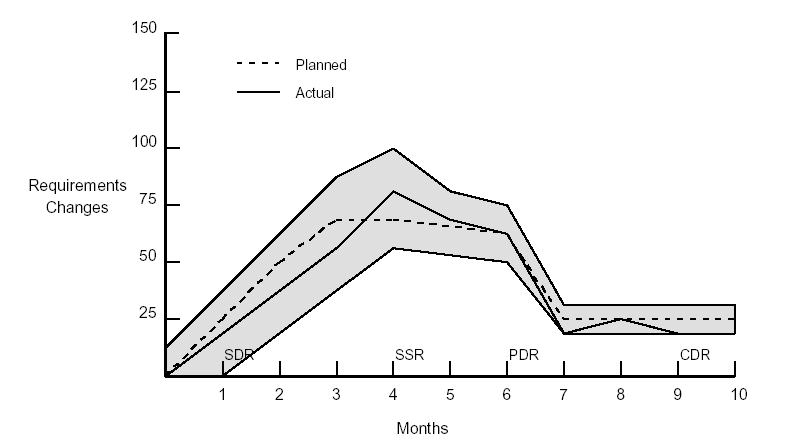 150
Planned
125
Actual
100
Requirements
Changes
75
50
25
SDR SSR PDR CDR
1 2 3 4 5 6 7 8 9 10
Months